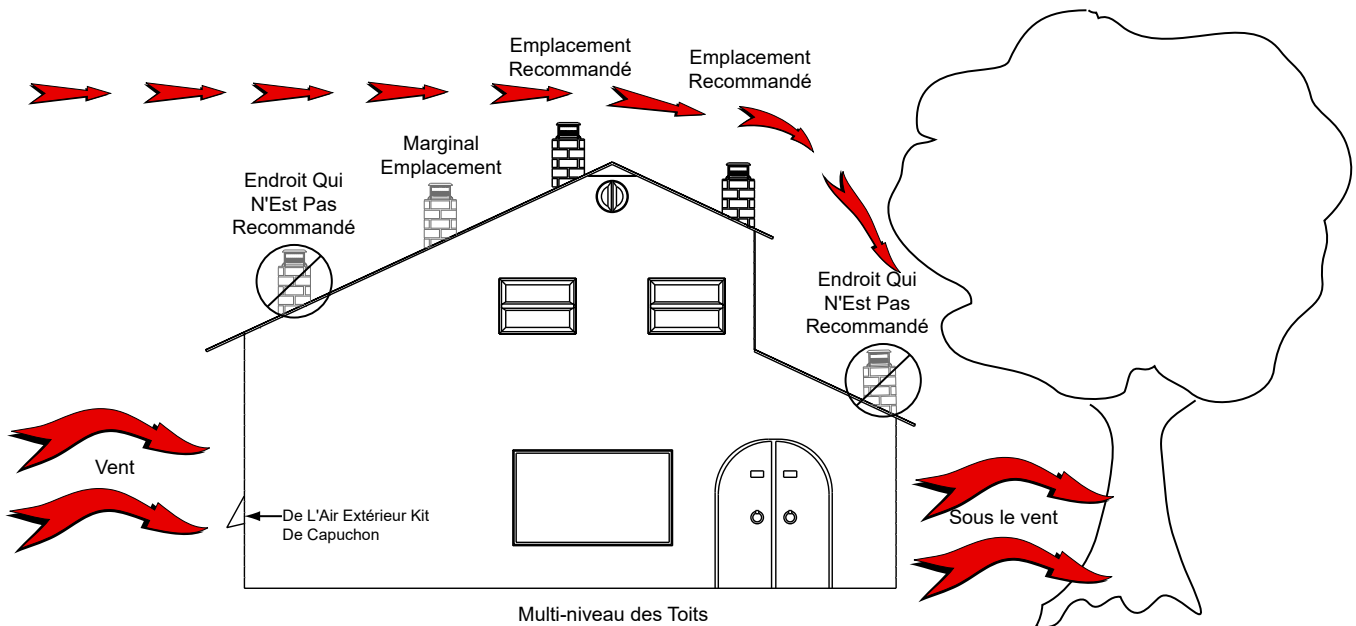 Emplacement
Recommandé
Emplacement
Recommandé
Marginal
Emplacement
Endroit Qui
N'Est Pas
Recommandé
Endroit Qui
N'Est Pas
Recommandé
Vent
De L'Air Extérieur Kit
De Capuchon
Sous le vent
Multi-niveau des Toits